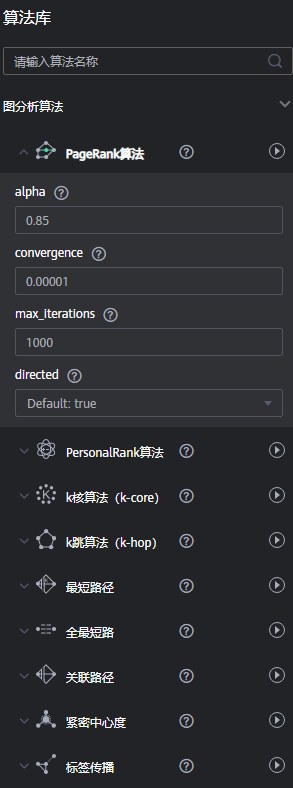 算法库
请输入算法名称
图分析算法
PageRank算法
alpha
0.85
convergence
0.00001
max_iterations
1000
directed
Default: true
PersonalRank算法
k核算法（k-core）
k跳算法（k-hop）
最短路径
全最短路
关联路径
紧密中心度
标签传播